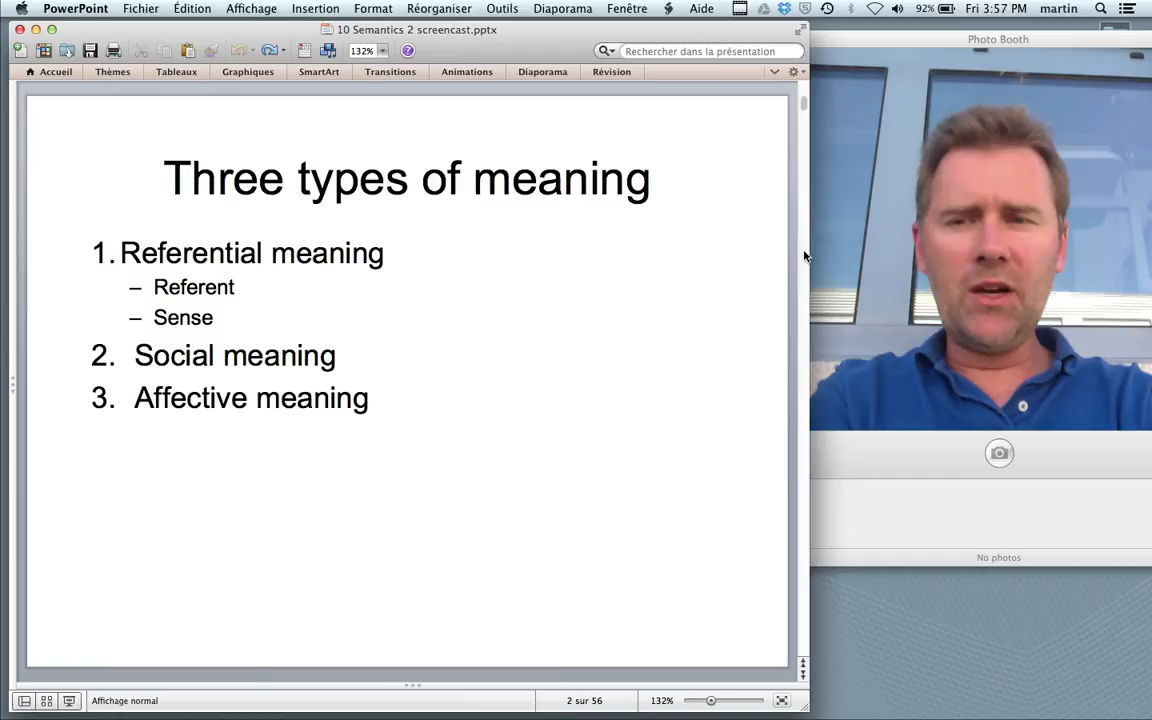 PowerPoint Fichier Édition Affichage Insertion Format Réorganiser Outils Diaporama Fenêtre Aide 92% Fri 3:57 PM martin
10 Semantics 2 screencast.pptx
Photo Booth
132% Rechercher dans la présentation
Accueil Thèmes Tableaux Graphiques SmartArt Transitions Animations Diaporama Révision
Three types of meaning
1. Referential meaning
– Referent
– Sense
2. Social meaning
3. Affective meaning
No photos
Affichage normal 2 sur 56 132%